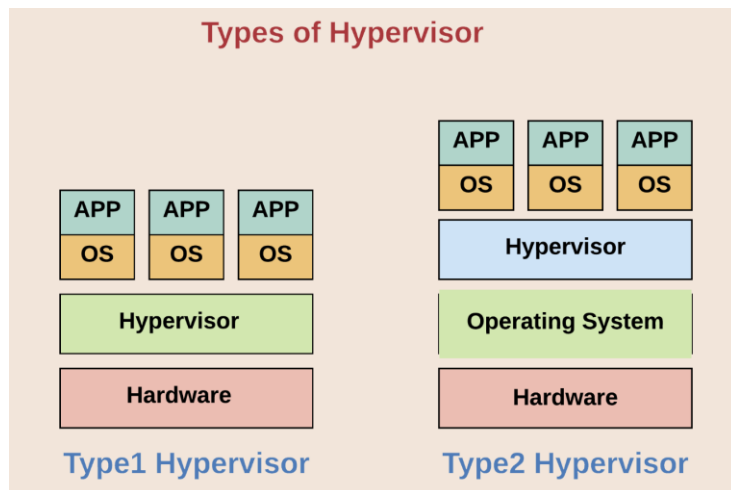 Types of Hypervisor
APP APP APP
OS OS OS
Hypervisor
Hardware
Type1 Hypervisor
APP APP APP
OS OS OS
Hypervisor
Operating System
Hardware
Type2 Hypervisor